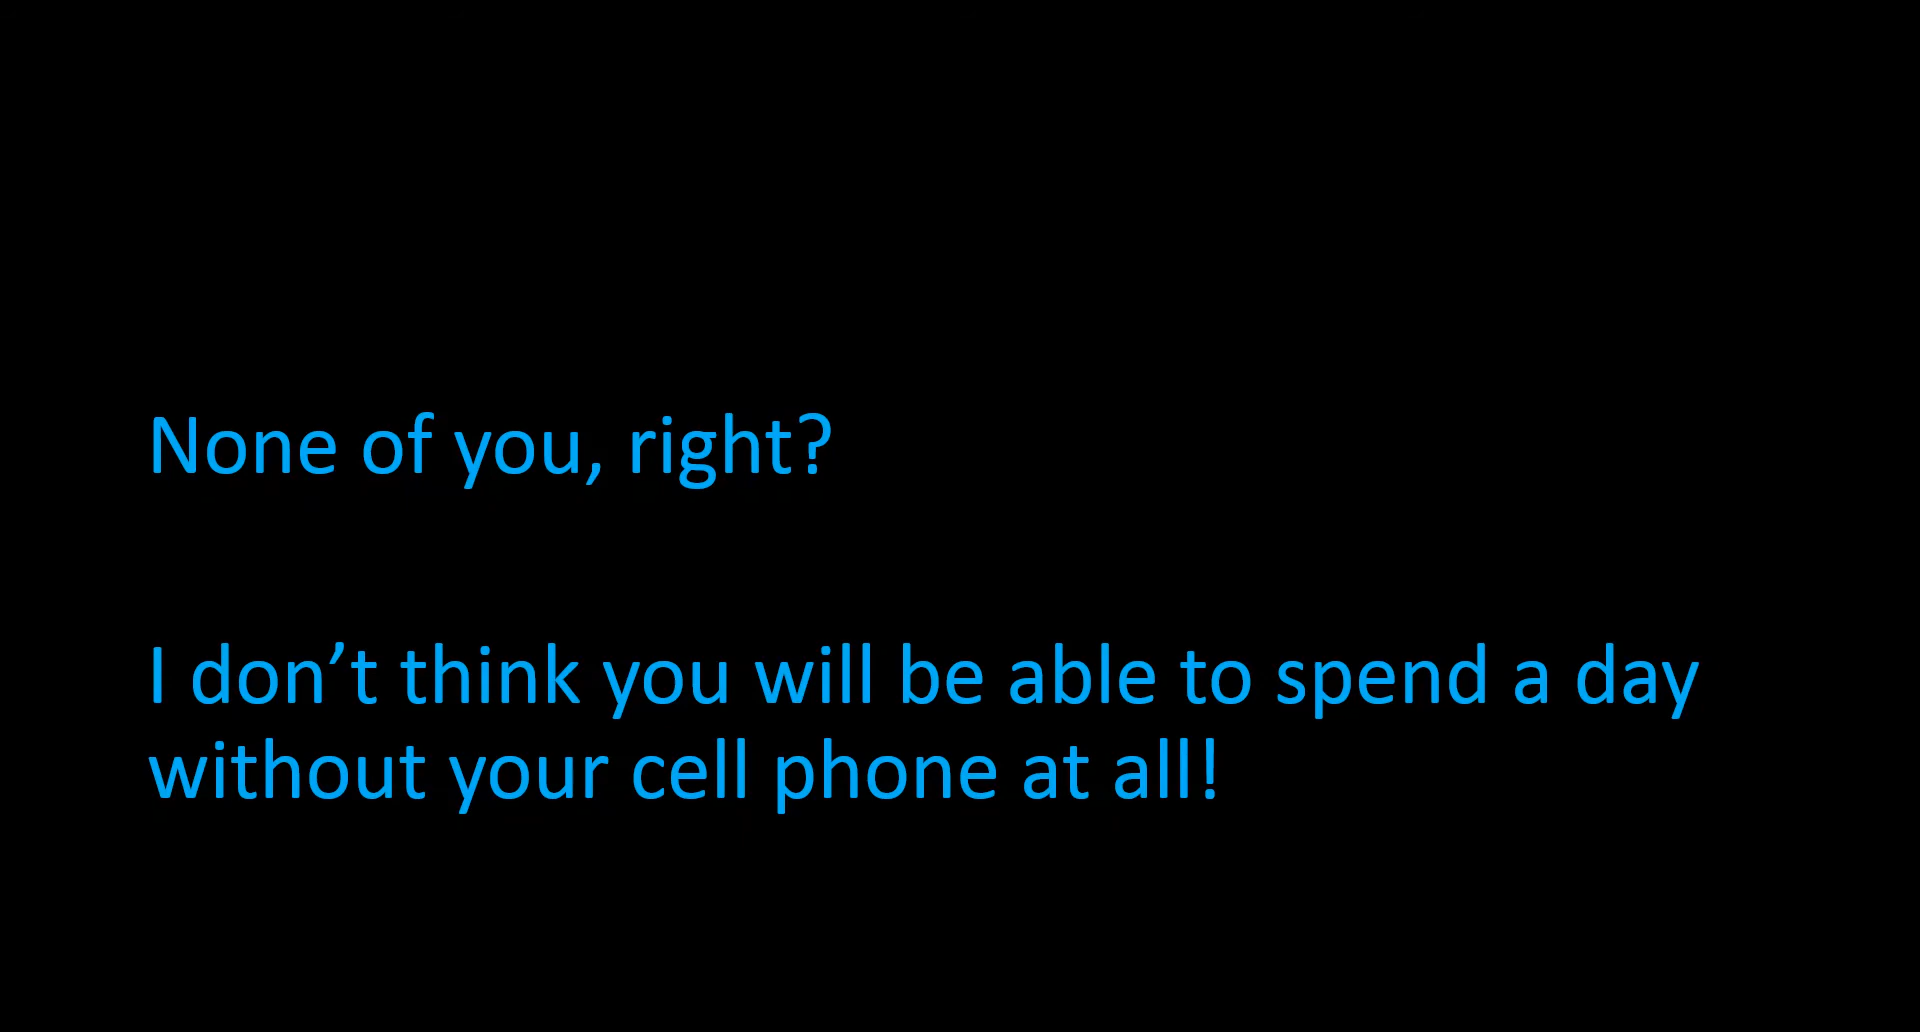 None of you, right?
I don’t think you will be able to spend a day
without your cell phone at all!